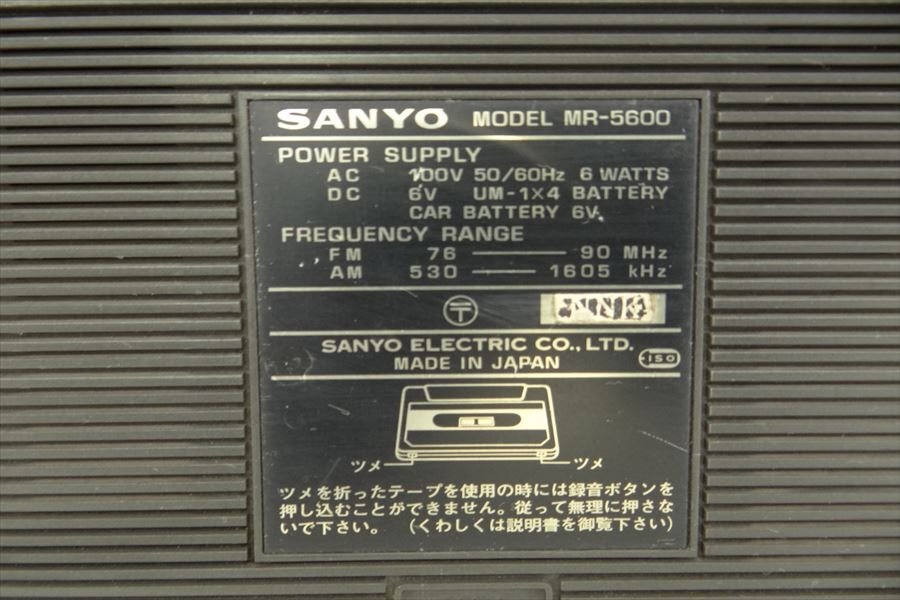 SANYO MODEL MR-5600
POWER SUPPLY
AC 100V 50/60Hz 6 WATTS
DC 6V UM-1×4 BATTERY
CAR BATTERY 6V
FREQUENCY RANGE
FM 76 —— 90 MHz
AM 530 —— 1605 kHz
〒
SANYO ELECTRIC CO., LTD.
MADE IN JAPAN ISO
ツメ ツメ
ツメを折ったテープを使用の時には録音ボタンを
押し込むことができません。従って無理に押さな
いで下さい。 (くわしくは説明書を御覧下さい)